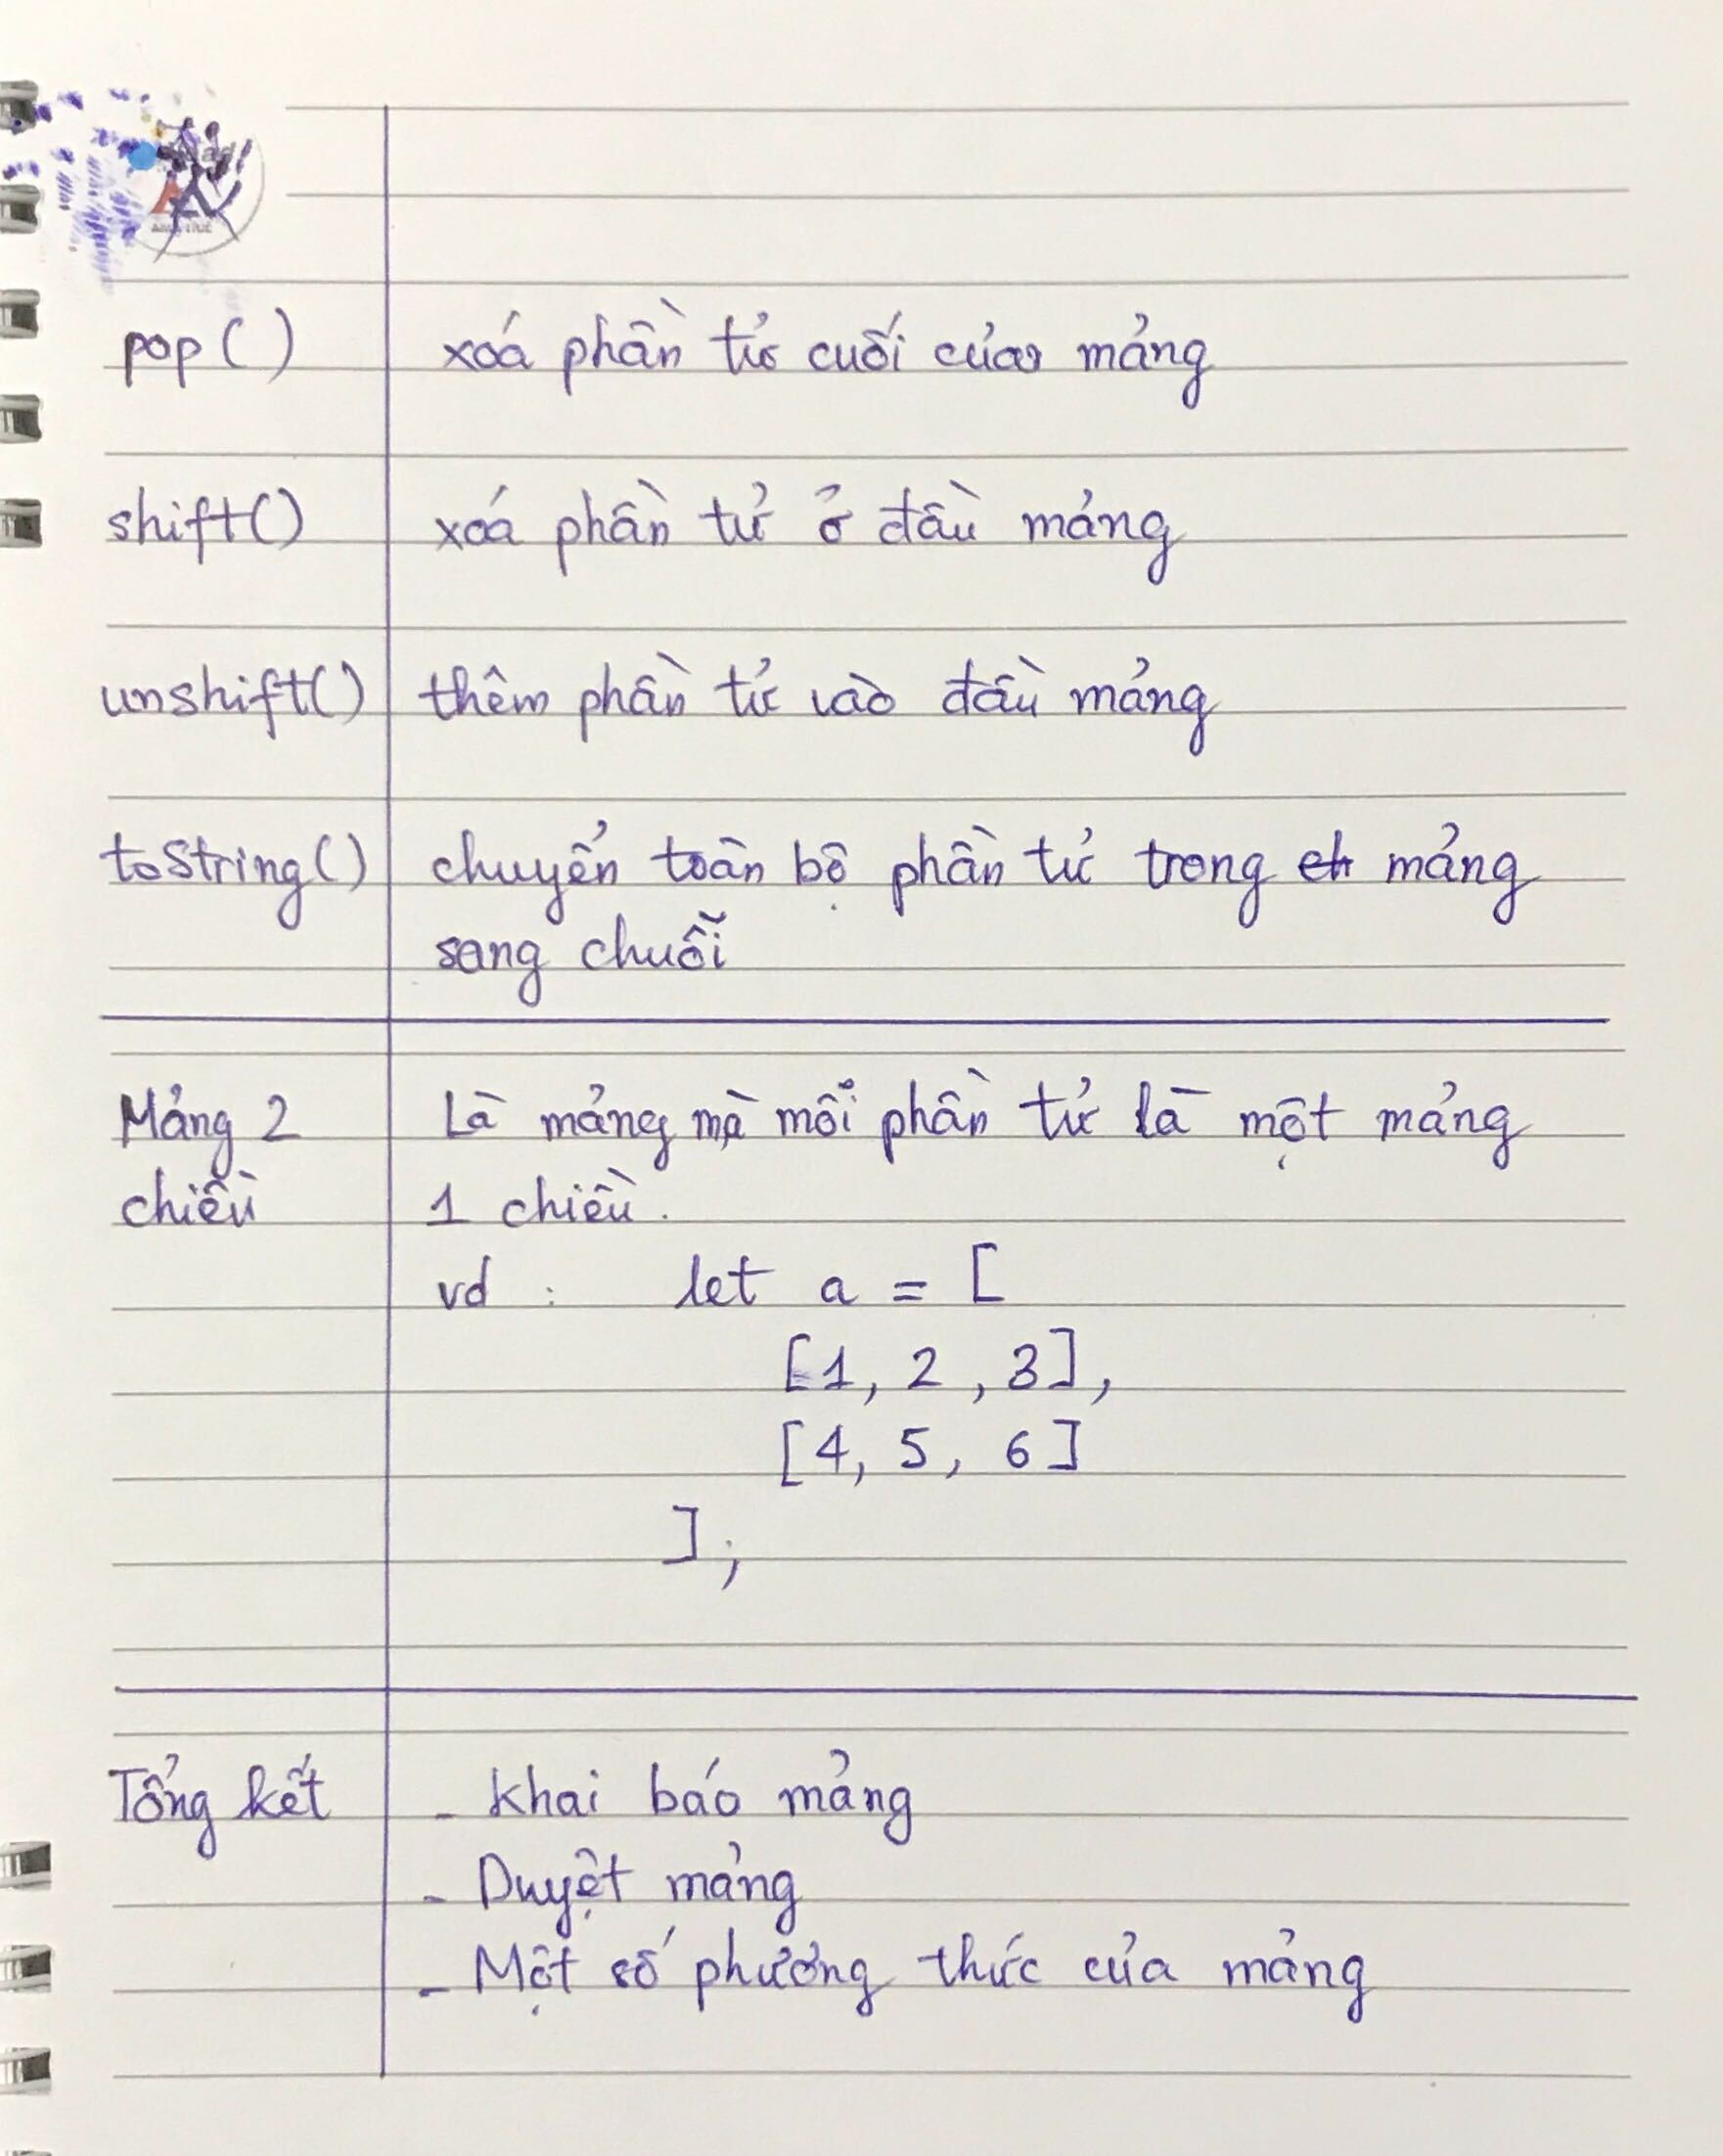 pop() xoá phần tử cuối của mảng
shift() xoá phần tử ở đầu mảng
unshift() thêm phần tử vào đầu mảng
toString() chuyển toàn bộ phần tử trong mảng
sang chuỗi
Mảng 2 Là mảng mà mỗi phần tử là một mảng
chiều 1 chiều.
vd : let a = [
[1, 2, 3],
[4, 5, 6]
];
Tổng kết - Khai báo mảng
- Duyệt mảng
- Một số phương thức của mảng